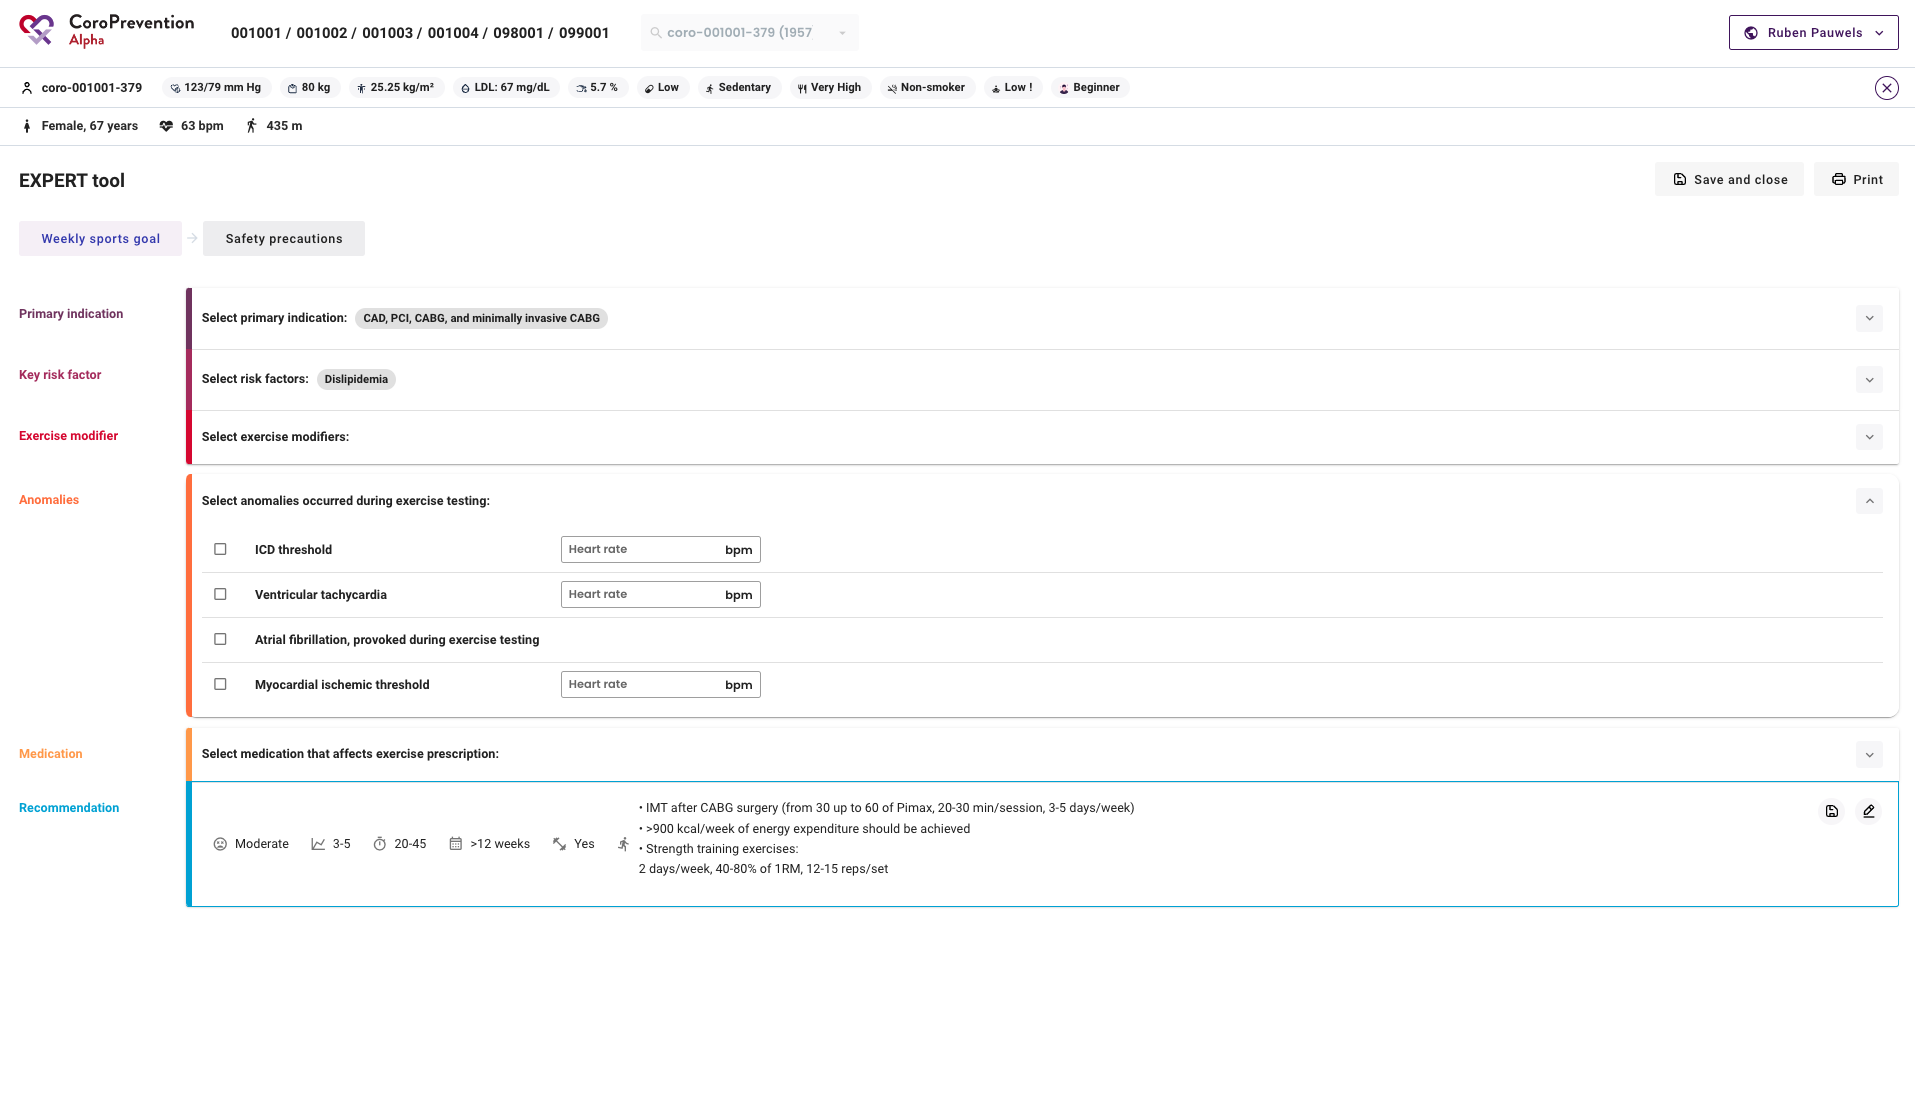 CoroPrevention
Alpha
001001 / 001002 / 001003 / 001004 / 098001 / 099001
coro-001001-379 (1957
Ruben Pauwels
coro-001001-379
123/79 mm Hg
80 kg
25.25 kg/m²
LDL: 67 mg/dL
5.7 %
Low
Sedentary
Very High
Non-smoker
Low !
Beginner
Female, 67 years
63 bpm
435 m
EXPERT tool
Save and close
Print
Weekly sports goal
Safety precautions
Primary indication
Select primary indication: CAD, PCI, CABG, and minimally invasive CABG
Key risk factor
Select risk factors: Dislipidemia
Exercise modifier
Select exercise modifiers:
Anomalies
Select anomalies occurred during exercise testing:
ICD threshold
Heart rate bpm
Ventricular tachycardia
Heart rate bpm
Atrial fibrillation, provoked during exercise testing
Myocardial ischemic threshold
Heart rate bpm
Medication
Select medication that affects exercise prescription:
Recommendation
Moderate
3-5
20-45
>12 weeks
Yes
• IMT after CABG surgery (from 30 up to 60 of Pimax, 20-30 min/session, 3-5 days/week)
• >900 kcal/week of energy expenditure should be achieved
• Strength training exercises:
2 days/week, 40-80% of 1RM, 12-15 reps/set